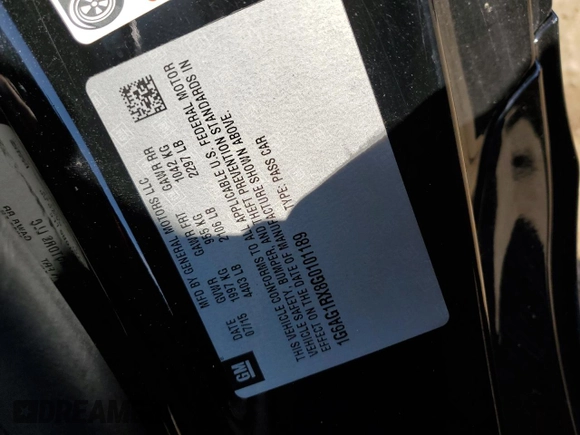 MFD BY GENERAL MOTORS LLC
DATE GVWR GAWR FRT GAWR RR
07/15 1997 KG 955 KG 1042 KG
4403 LB 2106 LB 2297 LB
THIS VEHICLE CONFORMS TO ALL APPLICABLE U.S. FEDERAL MOTOR
VEHICLE SAFETY, BUMPER, AND THEFT PREVENTION STANDARDS IN
EFFECT ON THE DATE OF MANUFACTURE SHOWN ABOVE.
TYPE: PASS CAR
GM